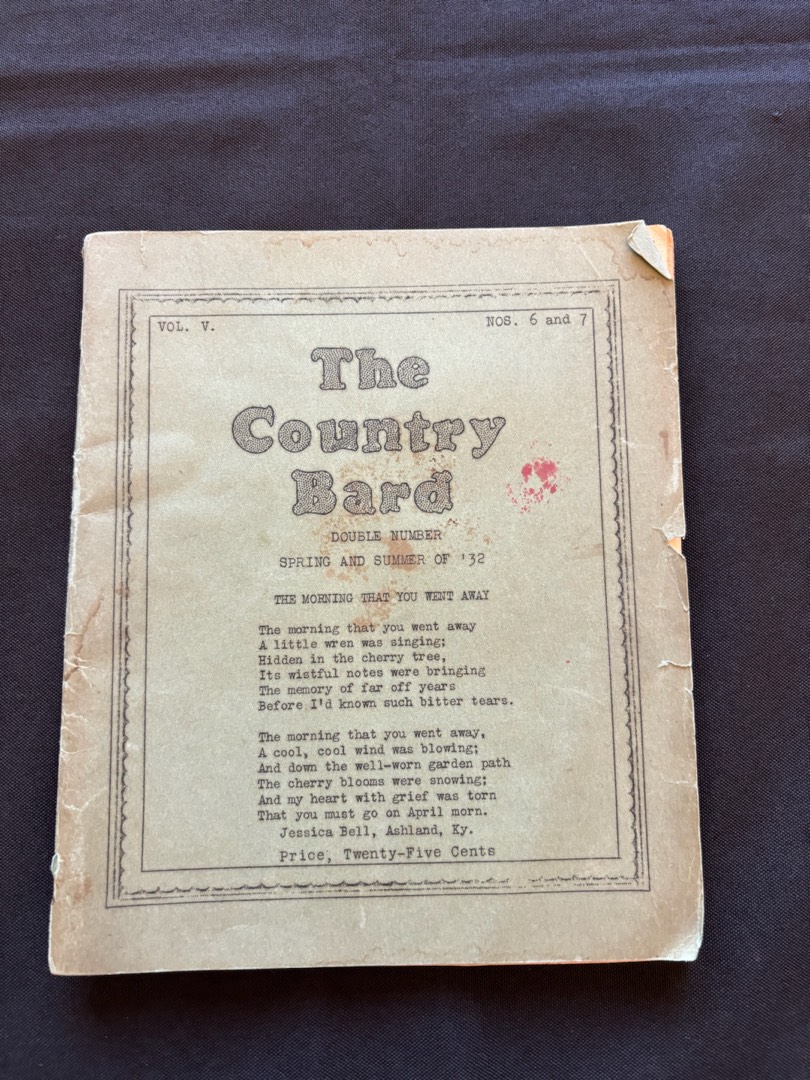 VOL. V.
NOS. 6 and 7
The
Country
Bard
DOUBLE NUMBER
SPRING AND SUMMER OF '32
THE MORNING THAT YOU WENT AWAY
The morning that you went away
A little wren was singing;
Hidden in the cherry tree,
Its wistful notes were bringing
The memory of far off years
Before I'd known such bitter tears.
The morning that you went away,
A cool, cool wind was blowing;
And down the well-worn garden path
The cherry blooms were snowing;
And my heart with grief was torn
That you must go on April morn.
Jessica Bell, Ashland, Ky.
Price, Twenty-Five Cents